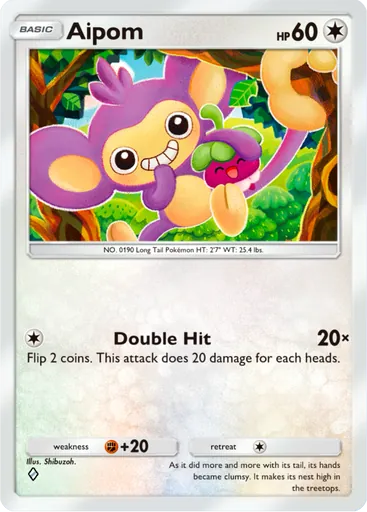 BASIC Aipom HP 60
NO. 0190 Long Tail Pokémon HT: 2'7" WT: 25.4 lbs.
Double Hit 20×
Flip 2 coins. This attack does 20 damage for each heads.
weakness +20 retreat
Illus. Shibuzoh.
As it did more and more with its tail, its hands
became clumsy. It makes its nest high in
the treetops.